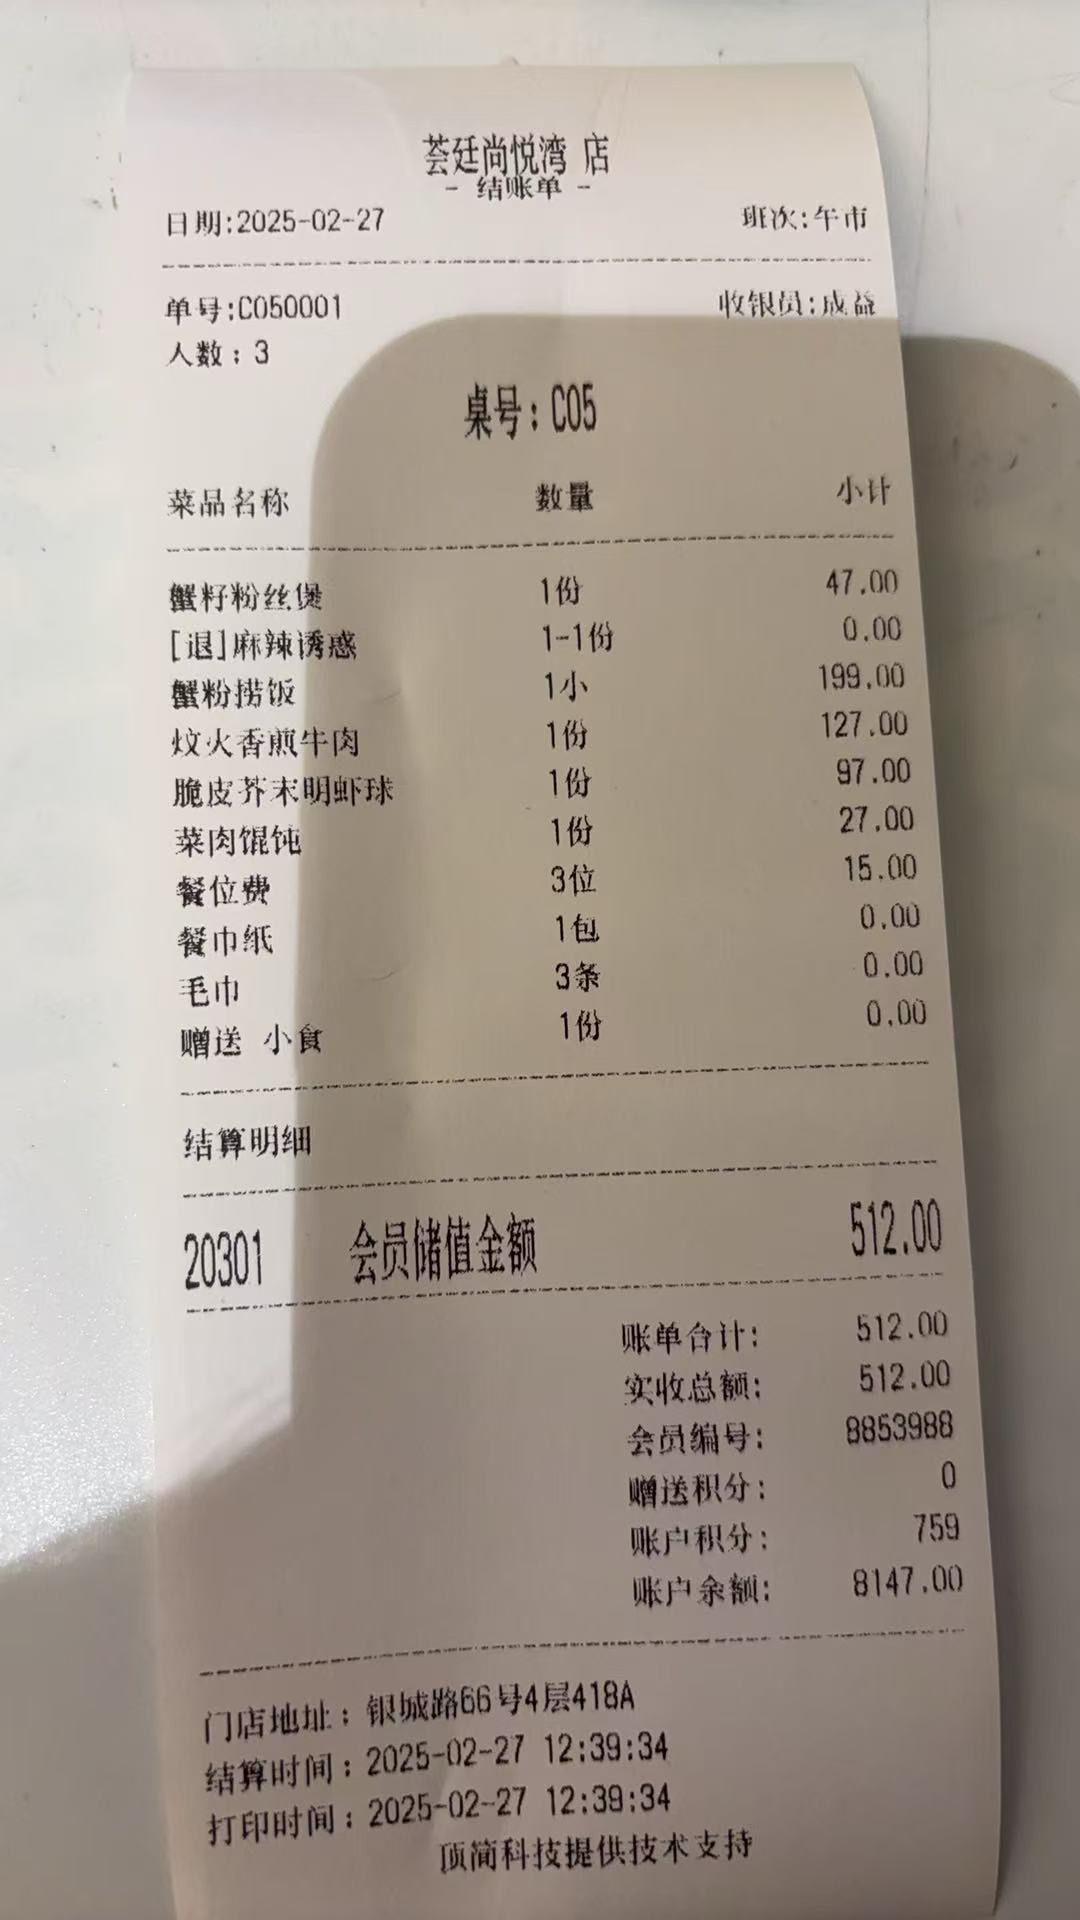 荟廷尚悦湾 店
- 结账单 -
日期:2025-02-27 班次:午市
单号:C050001 收银员:成益
人数:3
桌号:C05
菜品名称 数量 小计
蟹籽粉丝煲 1份 47.00
[退]麻辣诱惑 1-1份 0.00
蟹粉捞饭 1小 199.00
炆火香煎牛肉 1份 127.00
脆皮芥末明虾球 1份 97.00
菜肉馄饨 1份 27.00
餐位费 3位 15.00
餐巾纸 1包 0.00
毛巾 3条 0.00
赠送 小食 1份 0.00
结算明细
20301 会员储值金额 512.00
账单合计: 512.00
实收总额: 512.00
会员编号: 8853988
赠送积分: 0
账户积分: 759
账户余额: 8147.00
门店地址:银城路66号4层418A
结算时间:2025-02-27 12:39:34
打印时间:2025-02-27 12:39:34
顶简科技提供技术支持